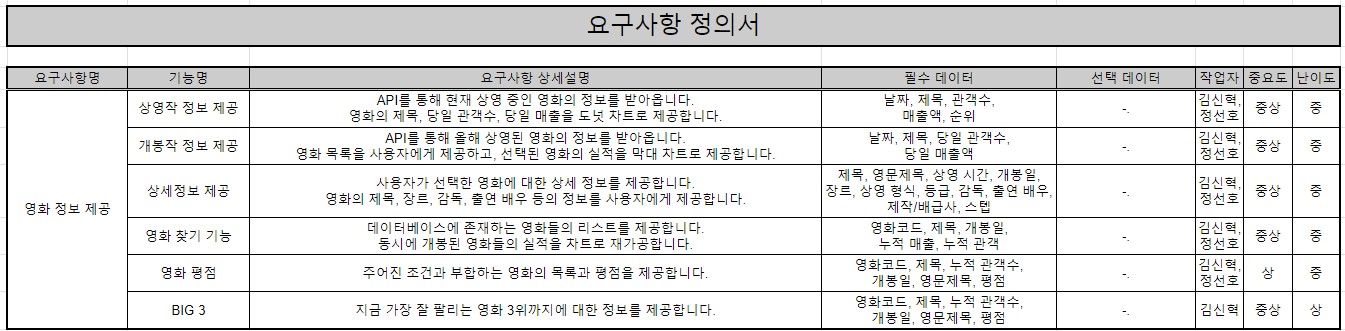 요구사항 정의서
요구사항명 기능명 요구사항 상세설명 필수 데이터 선택 데이터 작업자 중요도 난이도
영화 정보 제공
상영작 정보 제공
API를 통해 현재 상영 중인 영화의 정보를 받아옵니다.
영화의 제목, 당일 관객수, 당일 매출을 도넛 차트로 제공합니다.
날짜, 제목, 관객수,
매출액, 순위
-.
김신혁,
정선호
중상
중
개봉작 정보 제공
API를 통해 올해 상영된 영화의 정보를 받아옵니다.
영화 목록을 사용자에게 제공하고, 선택된 영화의 실적을 막대 차트로 제공합니다.
날짜, 제목, 당일 관객수,
당일 매출액
-.
김신혁,
정선호
중상
중
상세정보 제공
사용자가 선택한 영화에 대한 상세 정보를 제공합니다.
영화의 제목, 장르, 감독, 출연 배우 등의 정보를 사용자에게 제공합니다.
제목, 영문제목, 상영 시간, 개봉일,
장르, 상영 형식, 등급, 감독, 출연 배우,
제작/배급사, 스텝
-.
김신혁,
정선호
중상
중
영화 찾기 기능
데이터베이스에 존재하는 영화들의 리스트를 제공합니다.
동시에 개봉된 영화들의 실적을 차트로 재가공합니다.
영화코드, 제목, 개봉일,
누적 매출, 누적 관객
-.
김신혁,
정선호
중상
중
영화 평점
주어진 조건과 부합하는 영화의 목록과 평점을 제공합니다.
영화코드, 제목, 누적 관객수,
개봉일, 영문제목, 평점
-.
김신혁,
정선호
상
중
BIG 3
지금 가장 잘 팔리는 영화 3위까지에 대한 정보를 제공합니다.
영화코드, 제목, 누적 관객수,
개봉일, 영문제목, 평점
-.
김신혁
중상
상